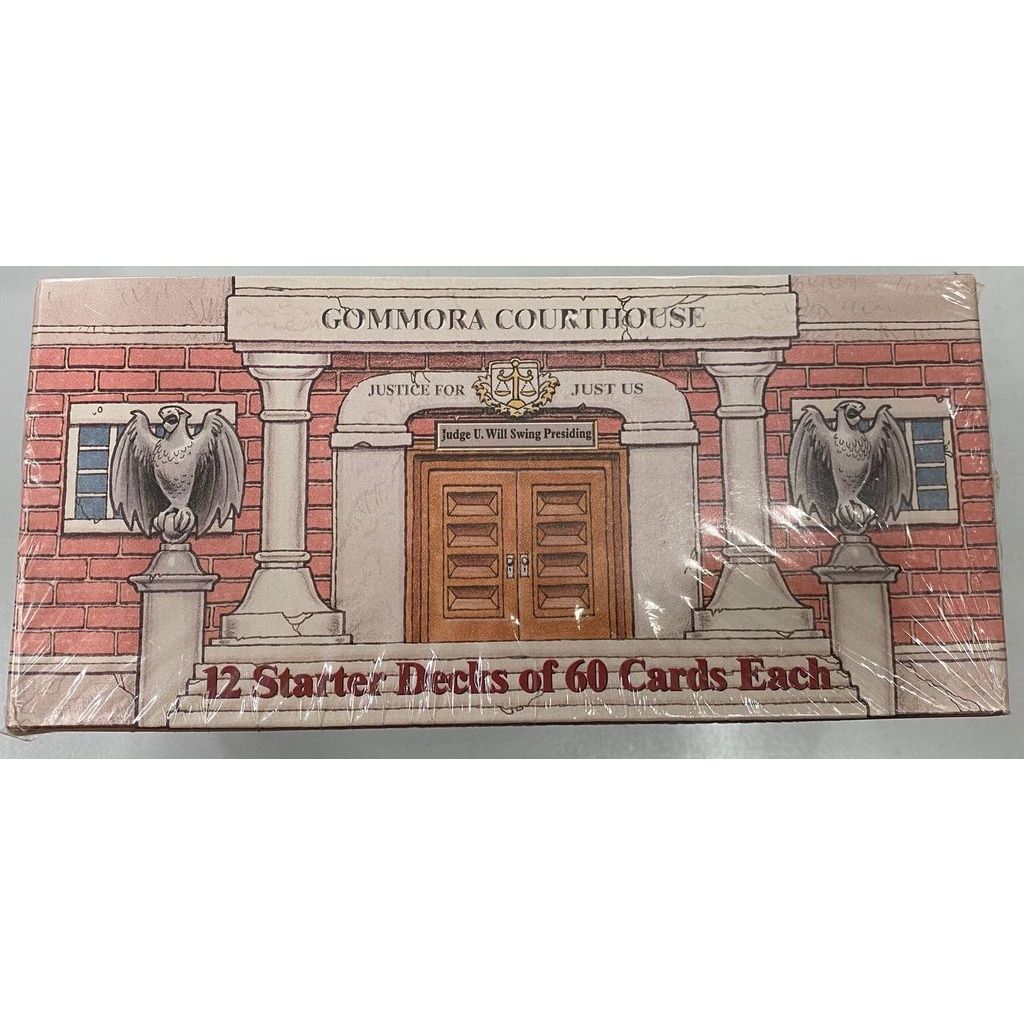 GOMMORA COURTHOUSE
JUSTICE FOR JUST US
Judge U. Will Swing Presiding
12 Starter Decks of 60 Cards Each